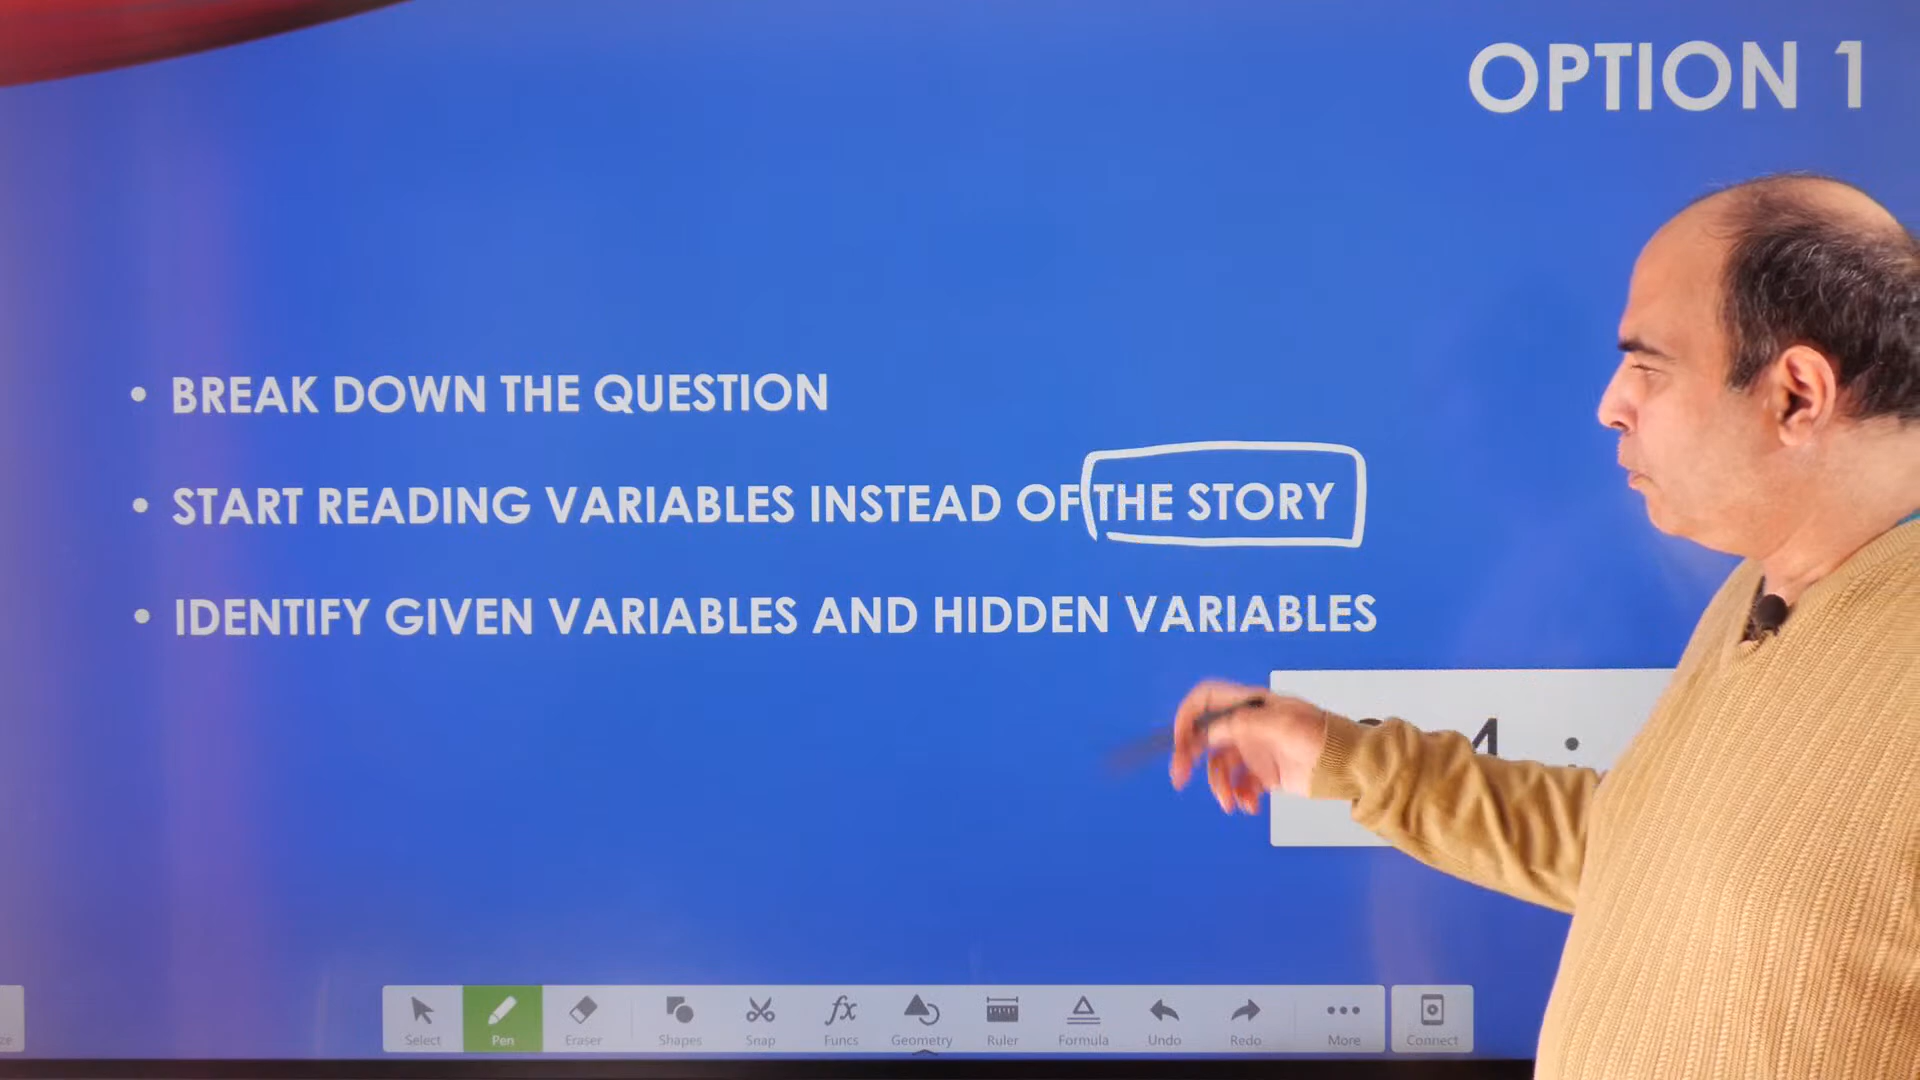 OPTION 1
• BREAK DOWN THE QUESTION
• START READING VARIABLES INSTEAD OF THE STORY
• IDENTIFY GIVEN VARIABLES AND HIDDEN VARIABLES
4
Select Pen Eraser Shapes Snap Funcs Geometry Ruler Formula Undo Redo More Connect